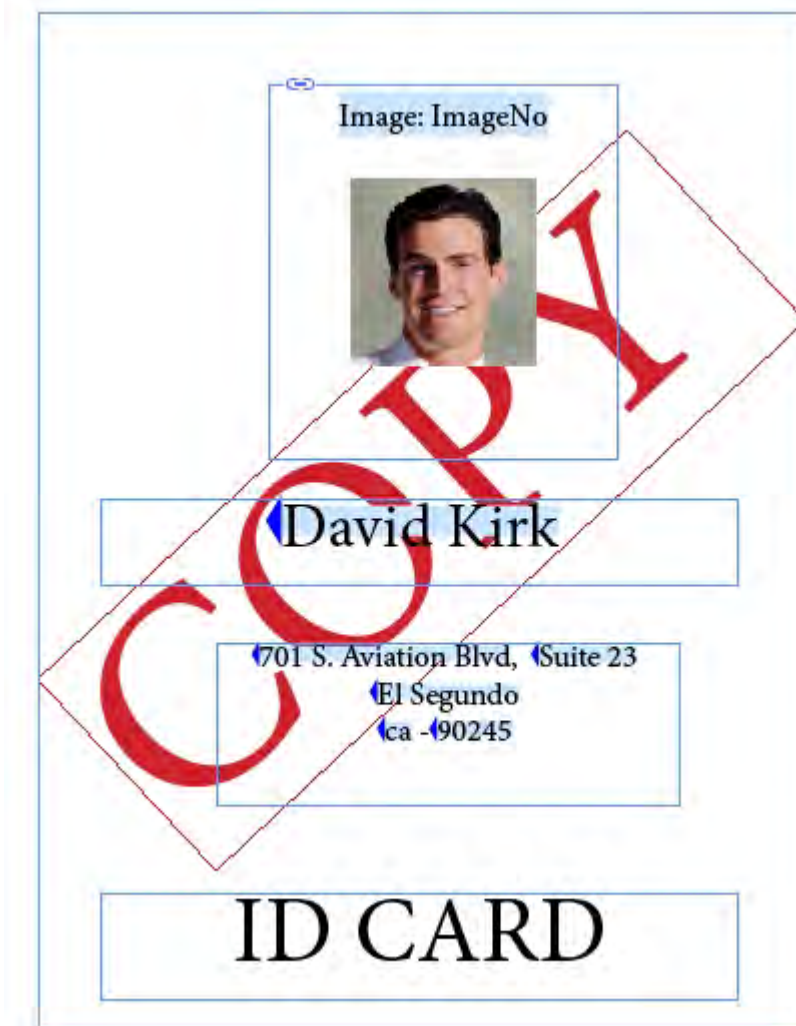 Image: ImageNo
COPY
David Kirk
701 S. Aviation Blvd, Suite 23
El Segundo
ca -90245
ID CARD